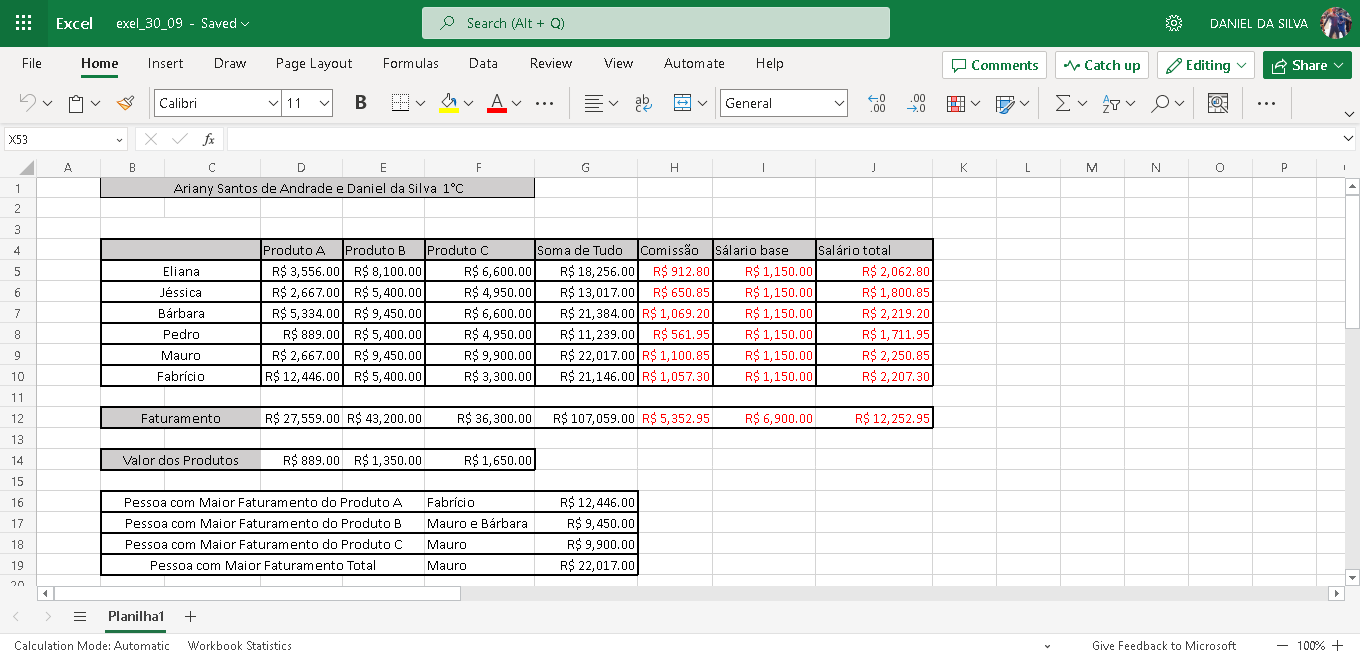 Excel exel_30_09 - Saved Search (Alt + Q) DANIEL DA SILVA
File Home Insert Draw Page Layout Formulas Data Review View Automate Help Comments Catch up Editing Share
Calibri 11 B A ab General .00 .00 A Z
X53 fx
A B C D E F G H I J K L M N O P
1 Ariany Santos de Andrade e Daniel da Silva 1°C
2
3
4 Produto A Produto B Produto C Soma de Tudo Comissão Sálario base Salário total
5 Eliana R$ 3,556.00 R$ 8,100.00 R$ 6,600.00 R$ 18,256.00 R$ 912.80 R$ 1,150.00 R$ 2,062.80
6 Jéssica R$ 2,667.00 R$ 5,400.00 R$ 4,950.00 R$ 13,017.00 R$ 650.85 R$ 1,150.00 R$ 1,800.85
7 Bárbara R$ 5,334.00 R$ 9,450.00 R$ 6,600.00 R$ 21,384.00 R$ 1,069.20 R$ 1,150.00 R$ 2,219.20
8 Pedro R$ 889.00 R$ 5,400.00 R$ 4,950.00 R$ 11,239.00 R$ 561.95 R$ 1,150.00 R$ 1,711.95
9 Mauro R$ 2,667.00 R$ 9,450.00 R$ 9,900.00 R$ 22,017.00 R$ 1,100.85 R$ 1,150.00 R$ 2,250.85
10 Fabrício R$ 12,446.00 R$ 5,400.00 R$ 3,300.00 R$ 21,146.00 R$ 1,057.30 R$ 1,150.00 R$ 2,207.30
11
12 Faturamento R$ 27,559.00 R$ 43,200.00 R$ 36,300.00 R$ 107,059.00 R$ 5,352.95 R$ 6,900.00 R$ 12,252.95
13
14 Valor dos Produtos R$ 889.00 R$ 1,350.00 R$ 1,650.00
15
16 Pessoa com Maior Faturamento do Produto A Fabrício R$ 12,446.00
17 Pessoa com Maior Faturamento do Produto B Mauro e Bárbara R$ 9,450.00
18 Pessoa com Maior Faturamento do Produto C Mauro R$ 9,900.00
19 Pessoa com Maior Faturamento Total Mauro R$ 22,017.00
20
Planilha1
Calculation Mode: Automatic Workbook Statistics Give Feedback to Microsoft 100%